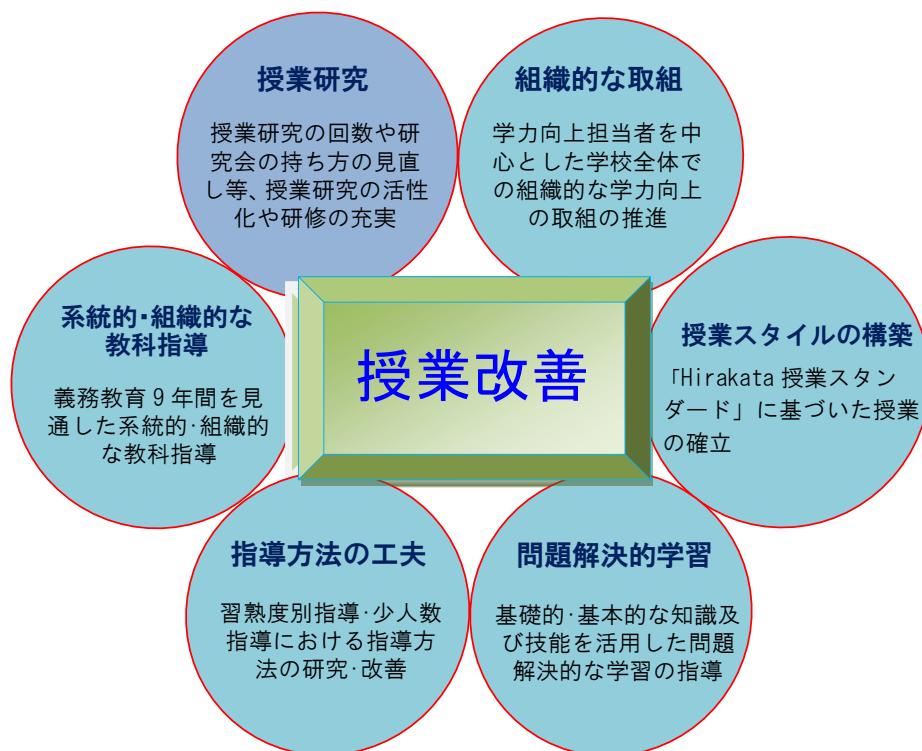 授業研究
授業研究の回数や研
究会の持ち方の見直
し等、授業研究の活性
化や研修の充実
組織的な取組
学力向上担当者を中
心とした学校全体で
の組織的な学力向上
の取組の推進
系統的･組織的な
教科指導
義務教育９年間を見
通した系統的･組織的
な教科指導
授業改善
授業スタイルの構築
「Hirakata 授業スタン
ダード」に基づいた授業
の確立
指導方法の工夫
習熟度別指導･少人数
指導における指導方
法の研究･改善
問題解決的学習
基礎的･基本的な知識及
び技能を活用した問題
解決的な学習の指導